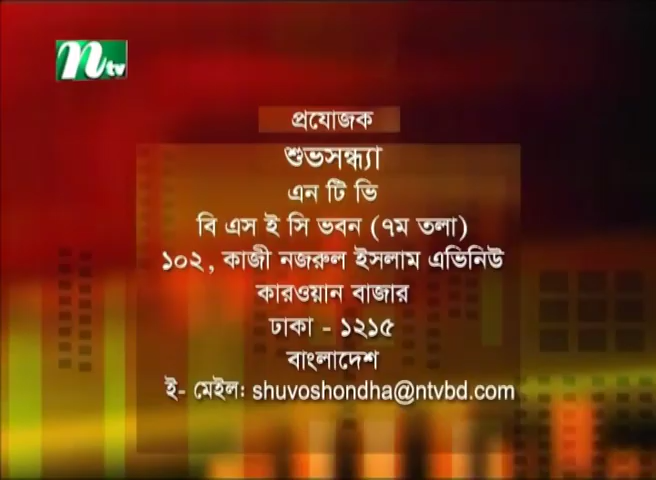 ntv
প্রযোজক
শুভসন্ধ্যা
এন টি ভি
বি এস ই সি ভবন (৭ম তলা)
১০২, কাজী নজরুল ইসলাম এভিনিউ
কারওয়ান বাজার
ঢাকা - ১২১৫
বাংলাদেশ
ই- মেইল: shuvoshondha@ntvbd.com